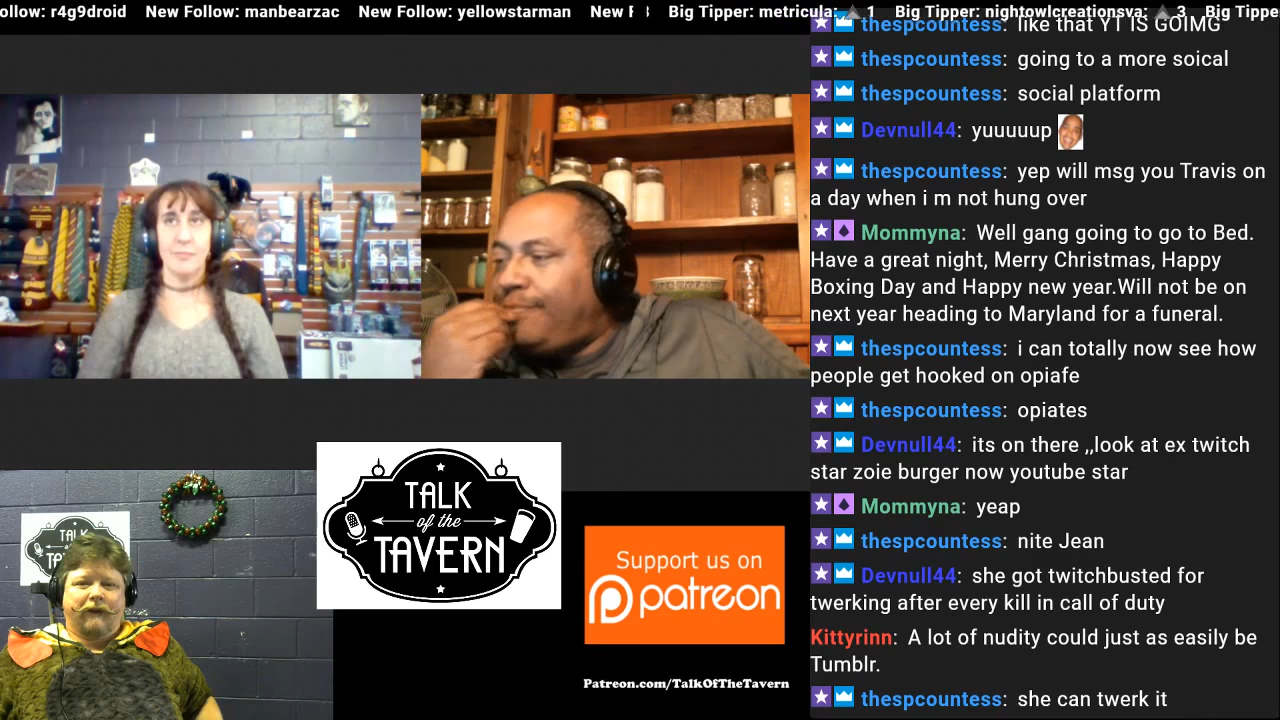 ollow: r4g9droid New Follow: manbearzac New Follow: yellowstarman New F Big Tipper: metricula: 1 Big Tipper: nightowlcreationsva: 3 Big Tippe
thespcountess: like that YT IS GOIMG
thespcountess: going to a more soical
thespcountess: social platform
Devnull44: yuuuuup
thespcountess: yep will msg you Travis on
a day when i m not hung over
Mommyna: Well gang going to go to Bed.
Have a great night, Merry Christmas, Happy
Boxing Day and Happy new year.Will not be on
next year heading to Maryland for a funeral.
thespcountess: i can totally now see how
people get hooked on opiafe
thespcountess: opiates
Devnull44: its on there ,,look at ex twitch
star zoie burger now youtube star
Mommyna: yeap
thespcountess: nite Jean
Devnull44: she got twitchbusted for
twerking after every kill in call of duty
Kittyrinn: A lot of nudity could just as easily be
Tumblr.
thespcountess: she can twerk it
TALK
of the
TAVERN
TALK
Support us on
patreon
Patreon.com/TalkOfTheTavern